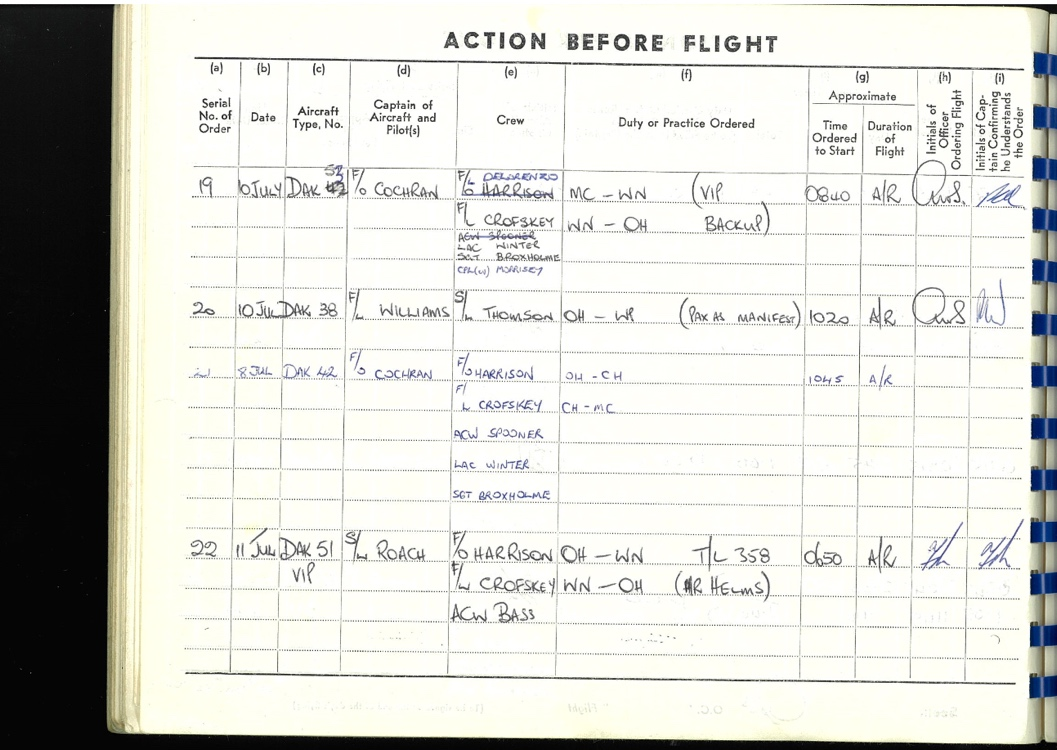 ACTION BEFORE FLIGHT
(a) (b) (c) (d) (e) (f) (g) (h) (i)
Serial No. of Order
Date
Aircraft Type, No.
Captain of Aircraft and Pilot(s)
Crew
Duty or Practice Ordered
Approximate
Time Ordered to Start
Duration of Flight
Initials of Officer Ordering Flight
Initials of Captain Confirming he Understands the Order
19 10 JULY DAK 42 53 F/O COCHRAN F/O HARRISON F/L DELORENZO MC - WN (VIP 0840 A/R
F/L CROFSKEY WN - OH BACKUP)
ACW SPOONER
LAC WINTER
SGT BROXHOLME
MORRISEY
20 10 JUL DAK 38 F/L WILLIAMS S/L THOMSON OH - WP (PAX AS MANIFEST) 1020 A/R
8 JUL DAK 42 F/O COCHRAN F/O HARRISON OH - CH 1045 A/R
F/L CROFSKEY CH - MC
ACW SPOONER
LAC WINTER
SGT BROXHOLME
22 11 JUL DAK 51 S/L ROACH F/O HARRISON OH - WN T/L 358 0650 A/R
VIP F/L CROFSKEY WN - OH (MR HELMS)
ACW BASS